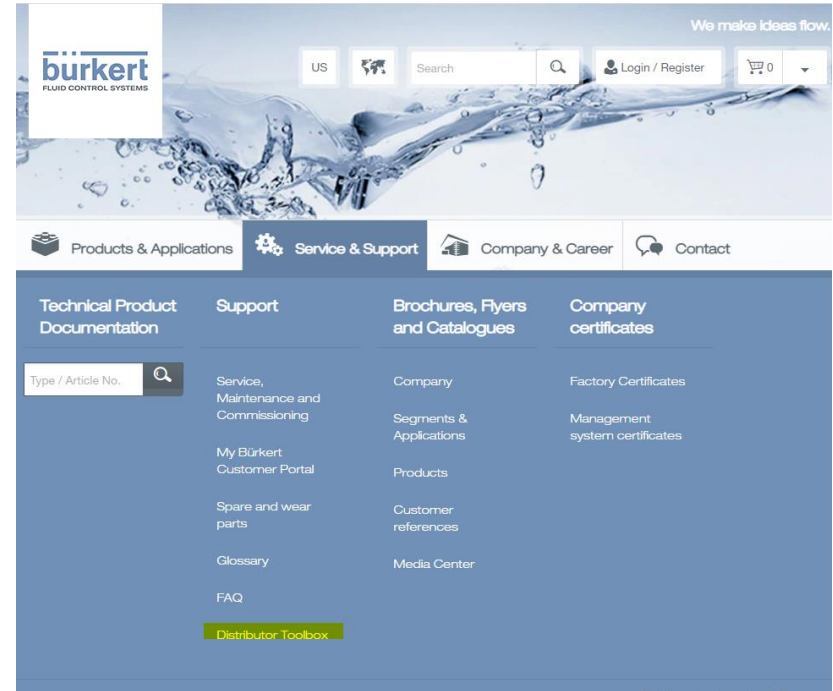 We make ideas flow.
bürkert
FLUID CONTROL SYSTEMS
US
Search
Login / Register
0
Products & Applications
Service & Support
Company & Career
Contact
Technical Product
Documentation
Type / Article No.
Support
Service,
Maintenance and
Commissioning
My Bürkert
Customer Portal
Spare and wear
parts
Glossary
FAQ
Distributor Toolbox
Brochures, Flyers
and Catalogues
Company
Segments &
Applications
Products
Customer
references
Media Center
Company
certificates
Factory Certificates
Management
system certificates